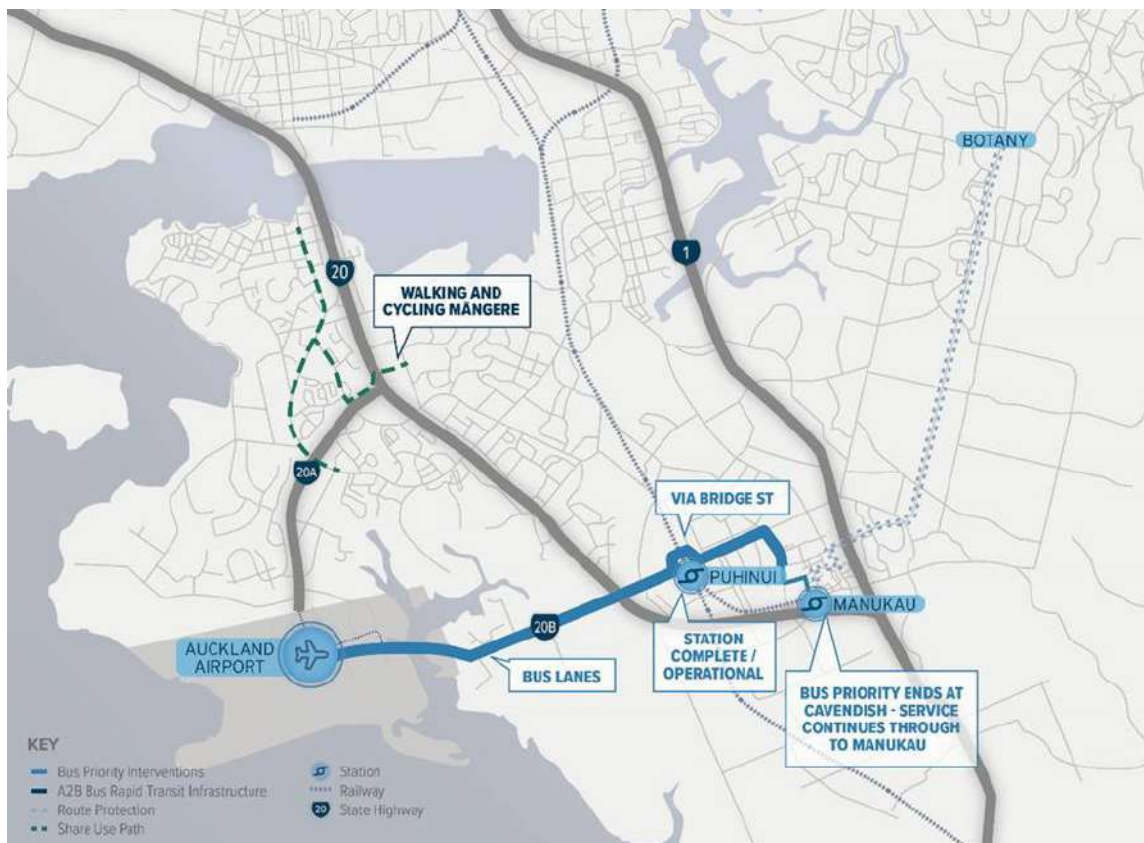 BOTANY
20
1
WALKING AND
CYCLING MĀNGERE
20A
VIA BRIDGE ST
PUHINUI
MANUKAU
20B
AUCKLAND
AIRPORT
BUS LANES
STATION
COMPLETE /
OPERATIONAL
BUS PRIORITY ENDS AT
CAVENDISH - SERVICE
CONTINUES THROUGH
TO MANUKAU
KEY
Bus Priority Interventions
A2B Bus Rapid Transit Infrastructure
Route Protection
Share Use Path
Station
Railway
20 State Highway